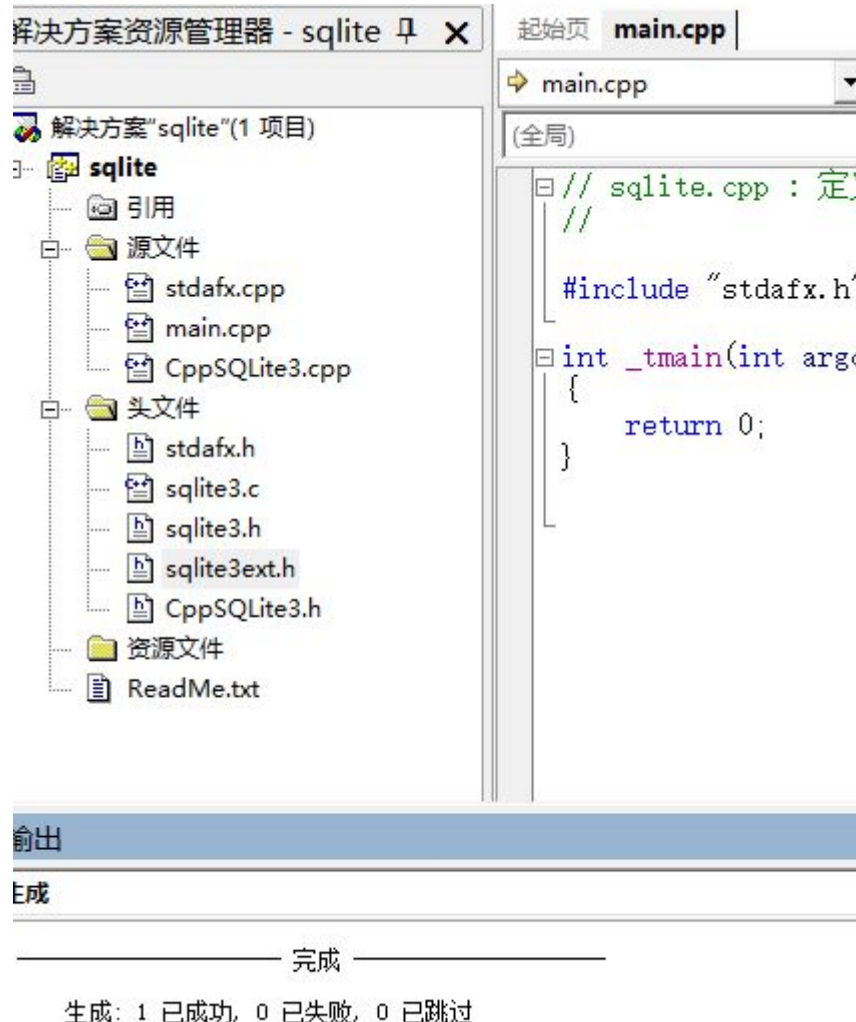 解决方案资源管理器 - sqlite
解决方案"sqlite"(1 项目)
sqlite
引用
源文件
stdafx.cpp
main.cpp
CppSQLite3.cpp
头文件
stdafx.h
sqlite3.c
sqlite3.h
sqlite3ext.h
CppSQLite3.h
资源文件
ReadMe.txt
起始页 main.cpp
main.cpp
(全局)
// sqlite.cpp : 定义
//
#include "stdafx.h"
int _tmain(int argc
{
return 0;
}
输出
生成
完成
生成: 1 已成功, 0 已失败, 0 已跳过